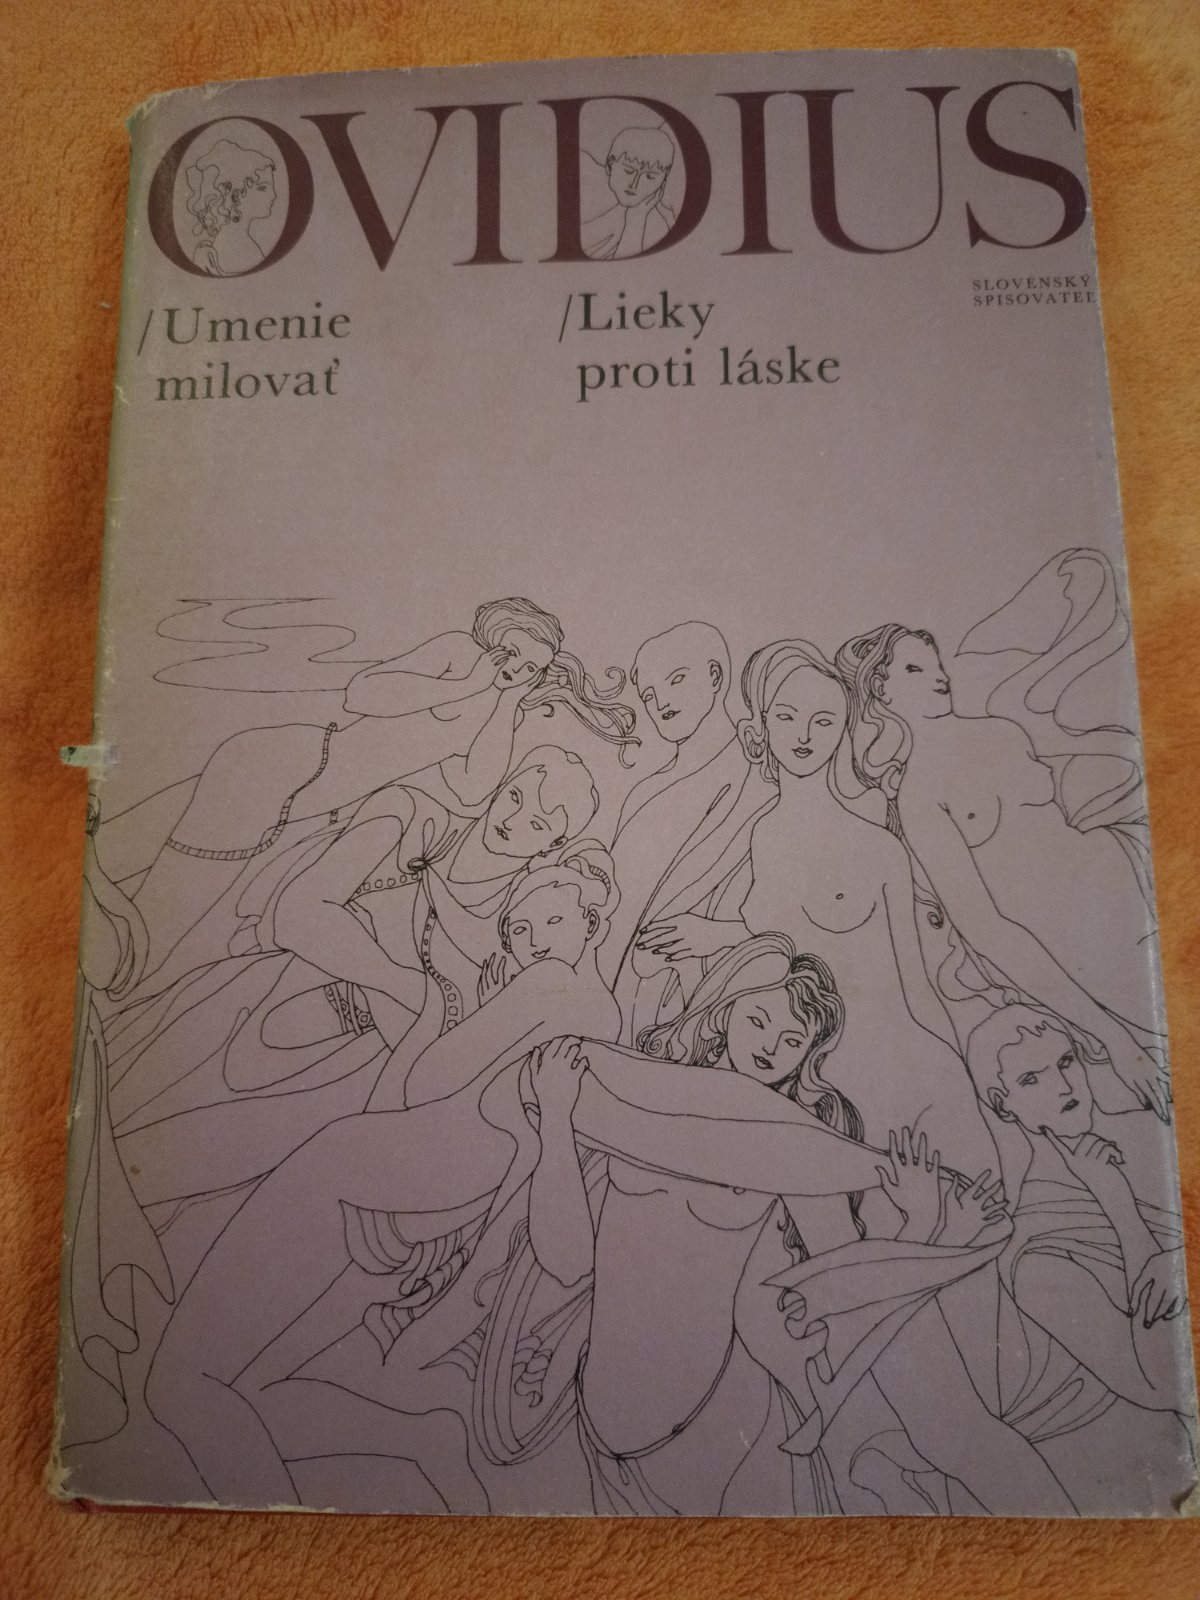 OVIDIUS
SLOVENSKÝ
SPISOVATEĽ
/Umenie
milovať
/Lieky
proti láske